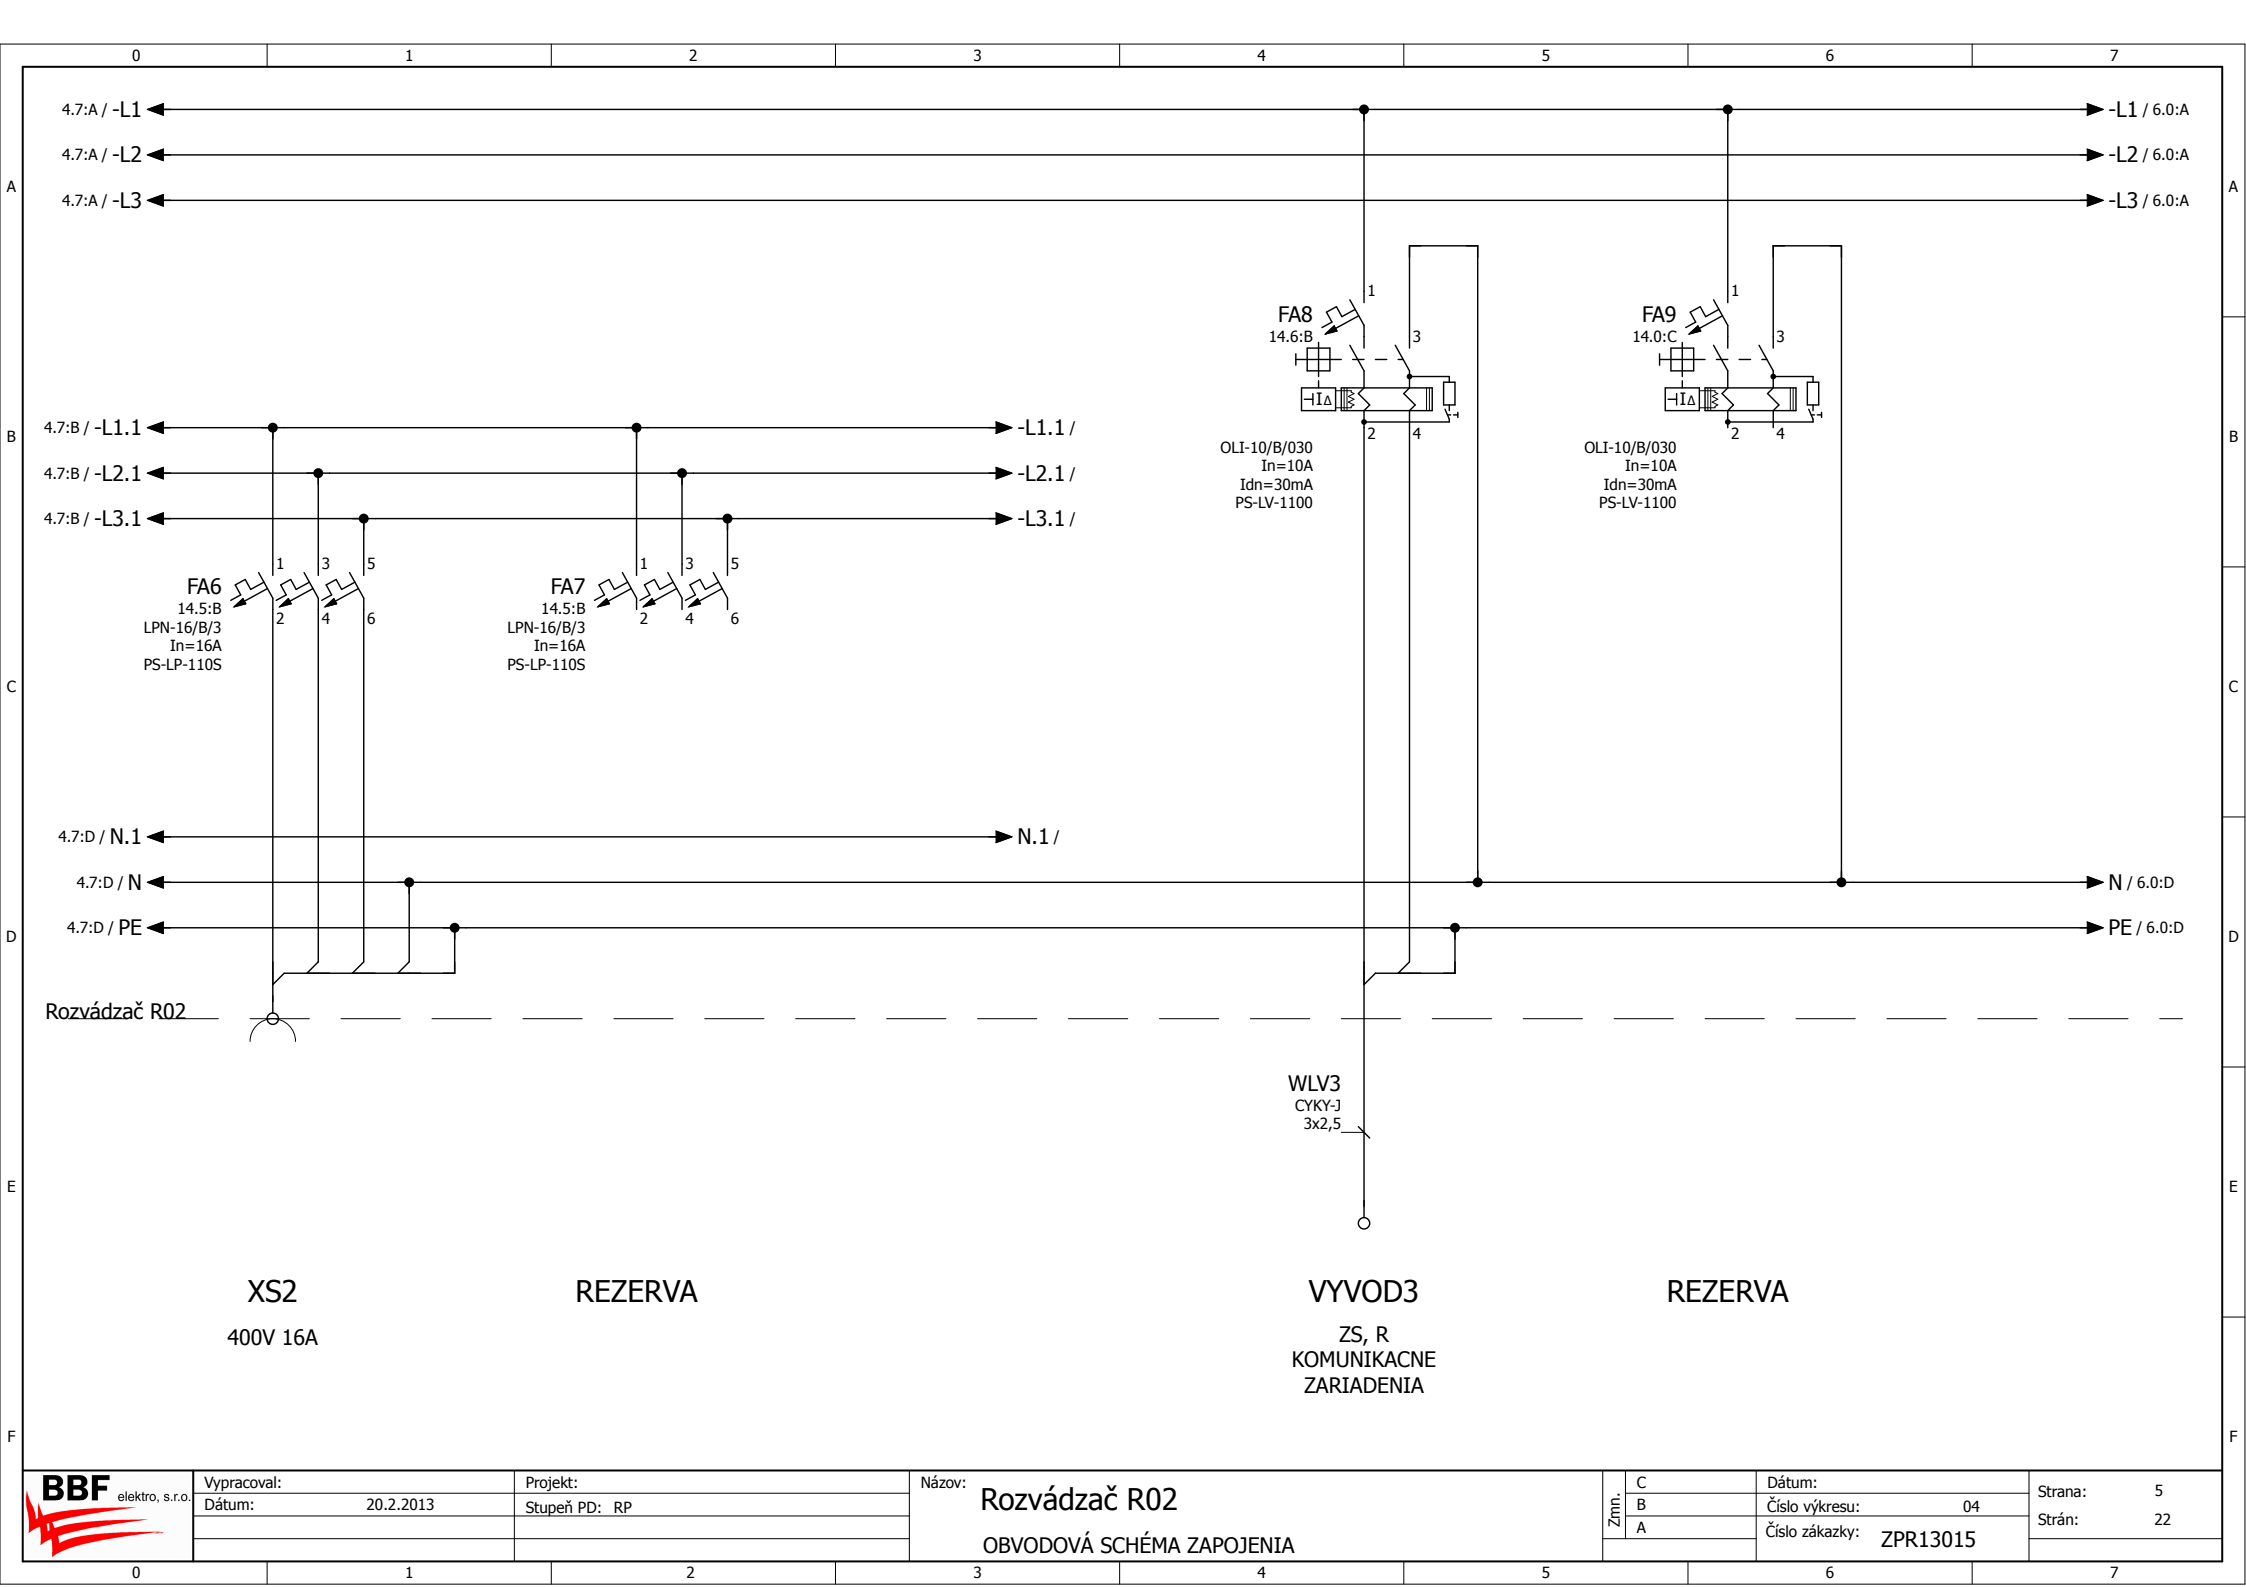 0 1 2 3 4 5 6 7
4.7:A / -L1 -L1 / 6.0:A
4.7:A / -L2 -L2 / 6.0:A
A A
4.7:A / -L3 -L3 / 6.0:A
1 1
FA8 FA9
14.6:B 3 14.0:C 3
⊣I∆ ⊣I∆
4.7:B / -L1.1 -L1.1 /
B 2 4 2 4 B
OLI-10/B/030 OLI-10/B/030
In=10A In=10A
4.7:B / -L2.1 -L2.1 /
Idn=30mA Idn=30mA
PS-LV-1100 PS-LV-1100
4.7:B / -L3.1 -L3.1 /
1 3 5 1 3 5
FA6 FA7
14.5:B 14.5:B
2 4 6 2 4 6
LPN-16/B/3 LPN-16/B/3
In=16A In=16A
PS-LP-110S PS-LP-110S
C C
4.7:D / N.1 N.1 /
4.7:D / N N / 6.0:D
4.7:D / PE PE / 6.0:D
D D
Rozvádzač R02
WLV3
CYKY-J
3x2,5
E E
XS2 REZERVA VYVOD3 REZERVA
400V 16A ZS, R
KOMUNIKACNE
ZARIADENIA
F F
BBF elektro, s.r.o.
Vypracoval:
Dátum: 20.2.2013
Projekt:
Stupeň PD: RP
Názov: Rozvádzač R02
OBVODOVÁ SCHÉMA ZAPOJENIA
Zmn.
C
B
A
Dátum:
Číslo výkresu: 04
Číslo zákazky: ZPR13015
Strana: 5
Strán: 22
0 1 2 3 4 5 6 7